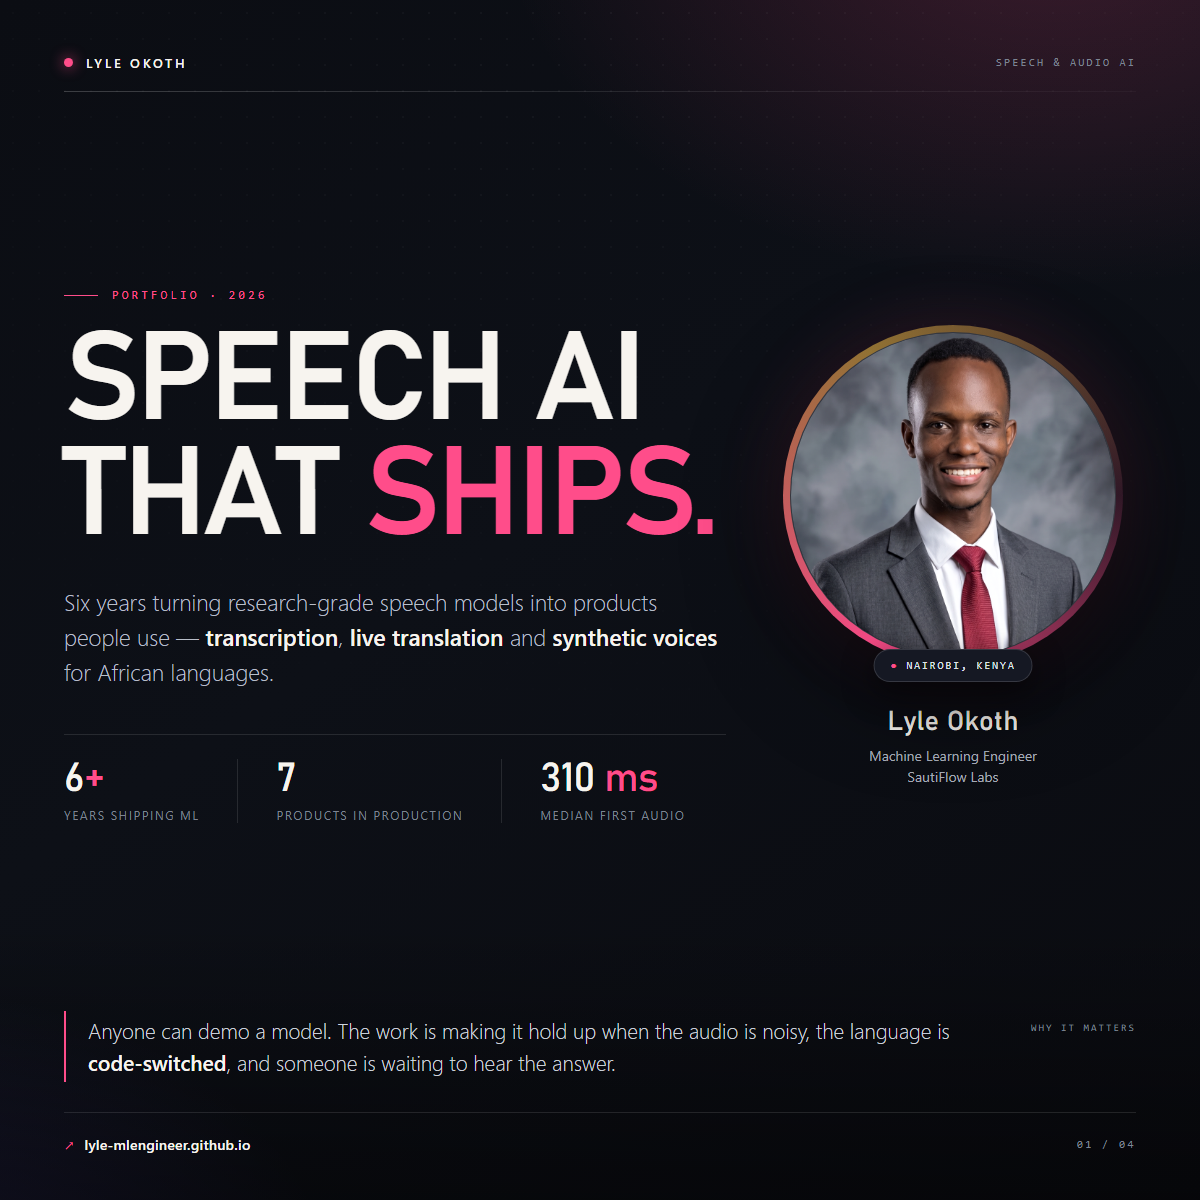 LYLE OKOTH
SPEECH & AUDIO AI
PORTFOLIO · 2026
SPEECH AI
THAT SHIPS.
Six years turning research-grade speech models into products
people use — transcription, live translation and synthetic voices
for African languages.
6+
YEARS SHIPPING ML
7
PRODUCTS IN PRODUCTION
310 ms
MEDIAN FIRST AUDIO
NAIROBI, KENYA
Lyle Okoth
Machine Learning Engineer
SautiFlow Labs
Anyone can demo a model. The work is making it hold up when the audio is noisy, the language is
code-switched, and someone is waiting to hear the answer.
WHY IT MATTERS
↗ lyle-mlengineer.github.io
01 / 04